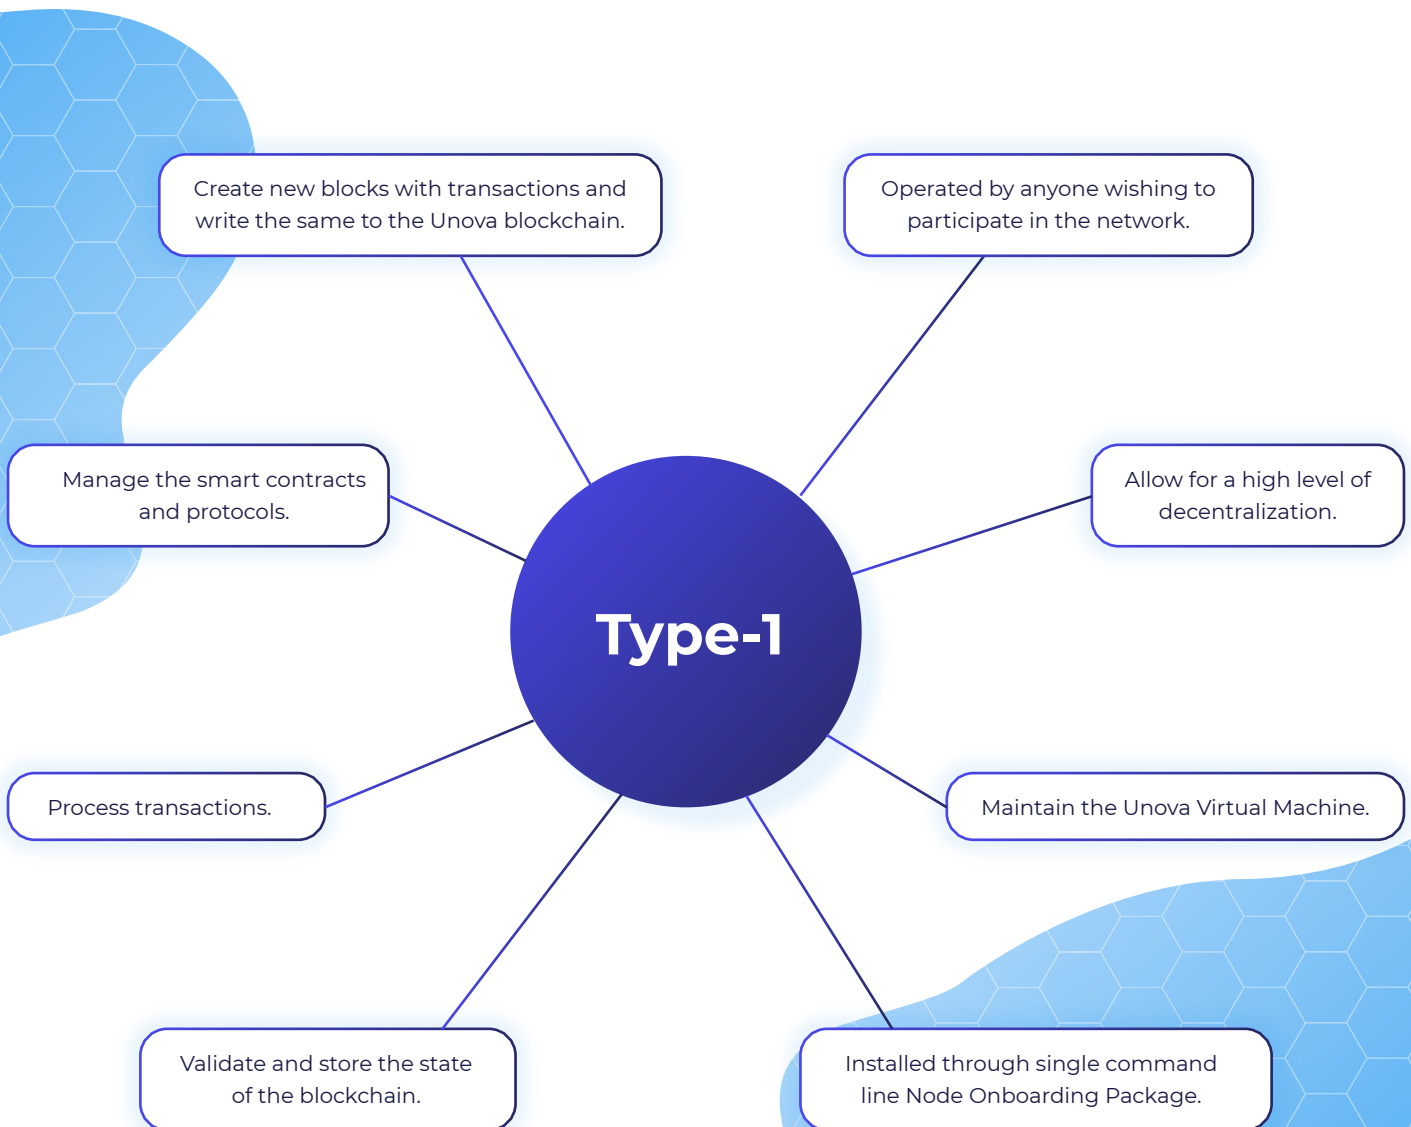 Create new blocks with transactions and
write the same to the Unova blockchain.
Operated by anyone wishing to
participate in the network.
Manage the smart contracts
and protocols.
Allow for a high level of
decentralization.
Type-1
Process transactions.
Maintain the Unova Virtual Machine.
Validate and store the state
of the blockchain.
Installed through single command
line Node Onboarding Package.